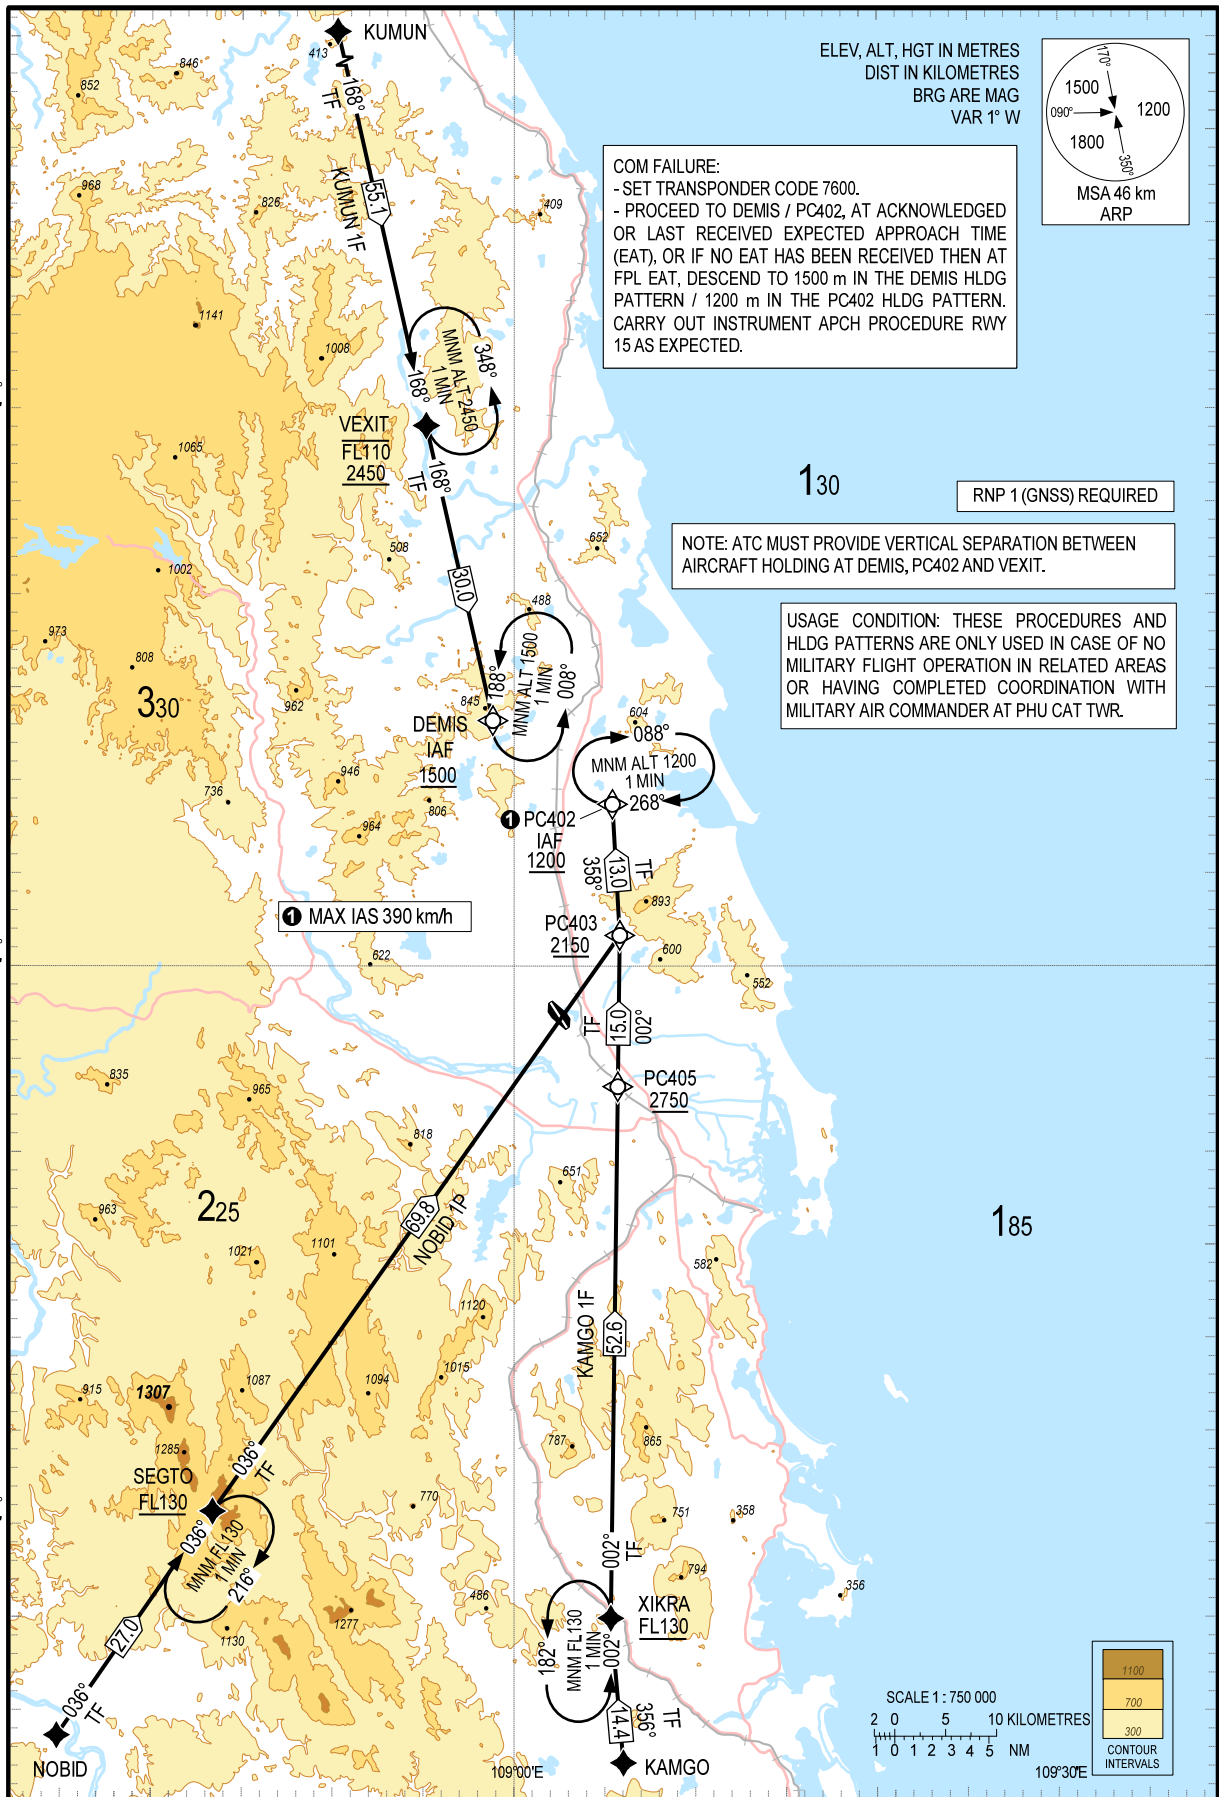 KUMUN
413
846
852
168°
TF
ELEV, ALT, HGT IN METRES
DIST IN KILOMETRES
BRG ARE MAG
VAR 1° W
170°
1500
090°
1200
1800
350°
MSA 46 km
ARP
COM FAILURE:
- SET TRANSPONDER CODE 7600.
- PROCEED TO DEMIS / PC402, AT ACKNOWLEDGED
OR LAST RECEIVED EXPECTED APPROACH TIME
(EAT), OR IF NO EAT HAS BEEN RECEIVED THEN AT
FPL EAT, DESCEND TO 1500 m IN THE DEMIS HLDG
PATTERN / 1200 m IN THE PC402 HLDG PATTERN.
CARRY OUT INSTRUMENT APCH PROCEDURE RWY
15 AS EXPECTED.
968
826
409
55.1
KUMUN 1F
1141
1008
168°
MNM ALT 2450
1 MIN
348°
VEXIT
FL110
2450
168°
TF
1065
130
RNP 1 (GNSS) REQUIRED
508
652
NOTE: ATC MUST PROVIDE VERTICAL SEPARATION BETWEEN
AIRCRAFT HOLDING AT DEMIS, PC402 AND VEXIT.
1002
30.0
488
973
808
USAGE CONDITION: THESE PROCEDURES AND
HLDG PATTERNS ARE ONLY USED IN CASE OF NO
MILITARY FLIGHT OPERATION IN RELATED AREAS
OR HAVING COMPLETED COORDINATION WITH
MILITARY AIR COMMANDER AT PHU CAT TWR.
330
962
845
188°
MNM ALT 1500
1 MIN
008°
DEMIS
IAF
1500
604
088°
MNM ALT 1200
1 MIN
268°
946
736
806
964
1 PC402
IAF
1200
358°
13.0
TF
893
1 MAX IAS 390 km/h
PC403
2150
622
600
552
TF
15.0
002°
835
965
PC405
2750
818
651
963
225
69.8
NOBID 1P
185
1021
1101
582
1120
KAMGO 1F
52.6
915
1307
1087
1094
1015
1285
787
865
036°
TF
SEGTO
FL130
770
751
358
036°
MNM FL130
1 MIN
216°
002°
TF
794
356
27.0
1130
1277
486
XIKRA
FL130
182°
MNM FL130
1 MIN
002°
036°
TF
14.4
356°
TF
NOBID
KAMGO
SCALE 1 : 750 000
2 0 5 10 KILOMETRES
1 0 1 2 3 4 5 NM
1100
700
300
CONTOUR
INTERVALS
109°00'E
109°30'E